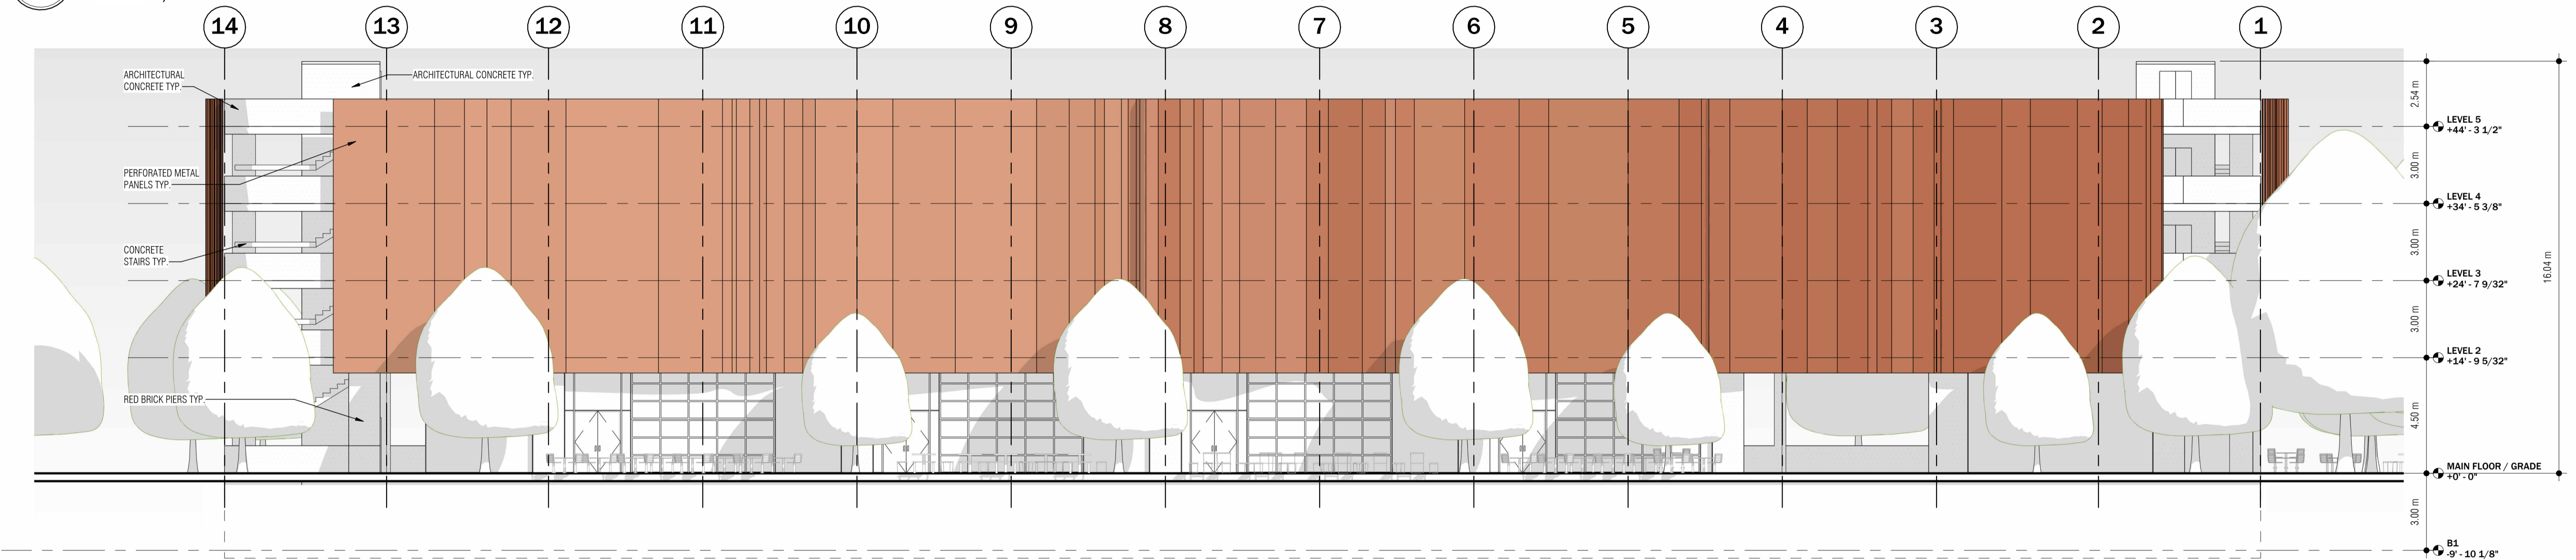 14 13 12 11 10 9 8 7 6 5 4 3 2 1
ARCHITECTURAL
CONCRETE TYP.
ARCHITECTURAL CONCRETE TYP.
PERFORATED METAL
PANELS TYP.
CONCRETE
STAIRS TYP.
RED BRICK PIERS TYP.
2.54 m
LEVEL 5
+44' - 3 1/2"
3.00 m
LEVEL 4
+34' - 5 3/8"
3.00 m
16.04 m
LEVEL 3
+24' - 7 9/32"
3.00 m
LEVEL 2
+14' - 9 5/32"
4.50 m
MAIN FLOOR / GRADE
+0' - 0"
3.00 m
B1
-9' - 10 1/8"